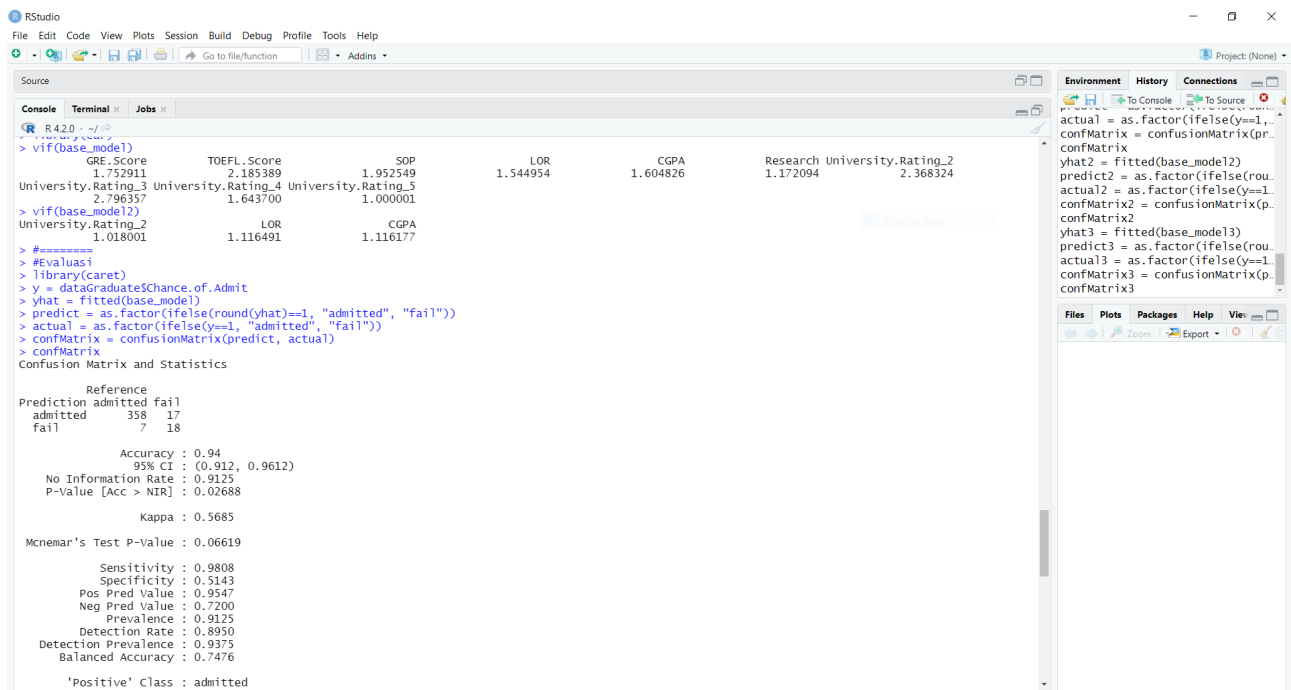 RStudio
File Edit Code View Plots Session Build Debug Profile Tools Help
Go to file/function Addins Project: (None)
Source
Console Terminal Jobs
R 4.2.0 · ~/
> library(car)
> vif(base_model)
GRE.Score TOEFL.Score SOP LOR CGPA Research University.Rating_2
1.752911 2.185389 1.952549 1.544954 1.604826 1.172094 2.368324
University.Rating_3 University.Rating_4 University.Rating_5
2.796357 1.643700 1.000001
> vif(base_model2)
University.Rating_2 LOR CGPA
1.018001 1.116491 1.116177
> #========
> #Evaluasi
> library(caret)
> y = dataGraduate$Chance.of.Admit
> yhat = fitted(base_model)
> predict = as.factor(ifelse(round(yhat)==1, "admitted", "fail"))
> actual = as.factor(ifelse(y==1, "admitted", "fail"))
> confMatrix = confusionMatrix(predict, actual)
> confMatrix
Confusion Matrix and Statistics
Reference
Prediction admitted fail
admitted 358 17
fail 7 18
Accuracy : 0.94
95% CI : (0.912, 0.9612)
No Information Rate : 0.9125
P-Value [Acc > NIR] : 0.02688
Kappa : 0.5685
Mcnemar's Test P-Value : 0.06619
Sensitivity : 0.9808
Specificity : 0.5143
Pos Pred Value : 0.9547
Neg Pred Value : 0.7200
Prevalence : 0.9125
Detection Rate : 0.8950
Detection Prevalence : 0.9375
Balanced Accuracy : 0.7476
'Positive' Class : admitted
Environment History Connections
To Console To Source
actual = as.factor(ifelse(y==1,..
confMatrix = confusionMatrix(pr..
confMatrix
yhat2 = fitted(base_model2)
predict2 = as.factor(ifelse(rou..
actual2 = as.factor(ifelse(y==1..
confMatrix2 = confusionMatrix(p..
confMatrix2
yhat3 = fitted(base_model3)
predict3 = as.factor(ifelse(rou..
actual3 = as.factor(ifelse(y==1..
confMatrix3 = confusionMatrix(p..
confMatrix3
Files Plots Packages Help View
Zoom Export